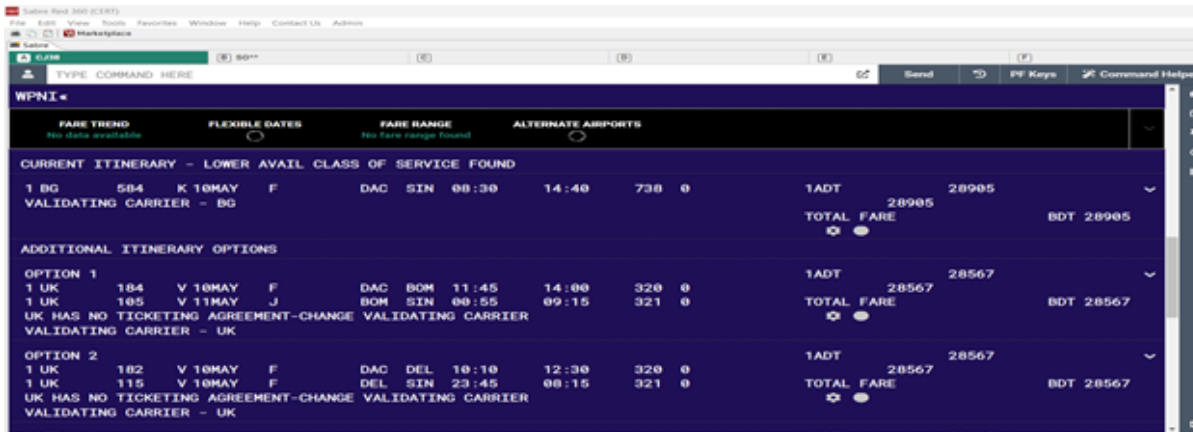 Sabre Red 360 (CERT)
File Edit View Tools Favorites Window Help Contact Us Admin
Marketplace
Sabre
A CJ3B (B) SO** (C) (D) (E) (F)
TYPE COMMAND HERE Send PF Keys Command Helpe
WPNI«
FARE TREND FLEXIBLE DATES FARE RANGE ALTERNATE AIRPORTS
No data available No fare range found
CURRENT ITINERARY - LOWER AVAIL CLASS OF SERVICE FOUND
1 BG 584 K 10MAY F DAC SIN 08:30 14:40 738 0 1ADT 28905
VALIDATING CARRIER - BG 28905
TOTAL FARE BDT 28905
ADDITIONAL ITINERARY OPTIONS
OPTION 1 1ADT 28567
1 UK 184 V 10MAY F DAC BOM 11:45 14:00 320 0 28567
1 UK 105 V 11MAY J BOM SIN 00:55 09:15 321 0 TOTAL FARE BDT 28567
UK HAS NO TICKETING AGREEMENT-CHANGE VALIDATING CARRIER
VALIDATING CARRIER - UK
OPTION 2 1ADT 28567
1 UK 182 V 10MAY F DAC DEL 10:10 12:30 320 0 28567
1 UK 115 V 10MAY F DEL SIN 23:45 08:15 321 0 TOTAL FARE BDT 28567
UK HAS NO TICKETING AGREEMENT-CHANGE VALIDATING CARRIER
VALIDATING CARRIER - UK